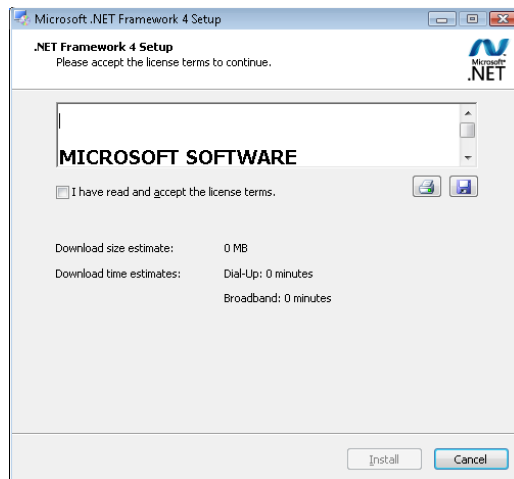 Microsoft .NET Framework 4 Setup
.NET Framework 4 Setup
Please accept the license terms to continue.
Microsoft
.NET
MICROSOFT SOFTWARE
I have read and accept the license terms.
Download size estimate: 0 MB
Download time estimates: Dial-Up: 0 minutes
Broadband: 0 minutes
Install Cancel